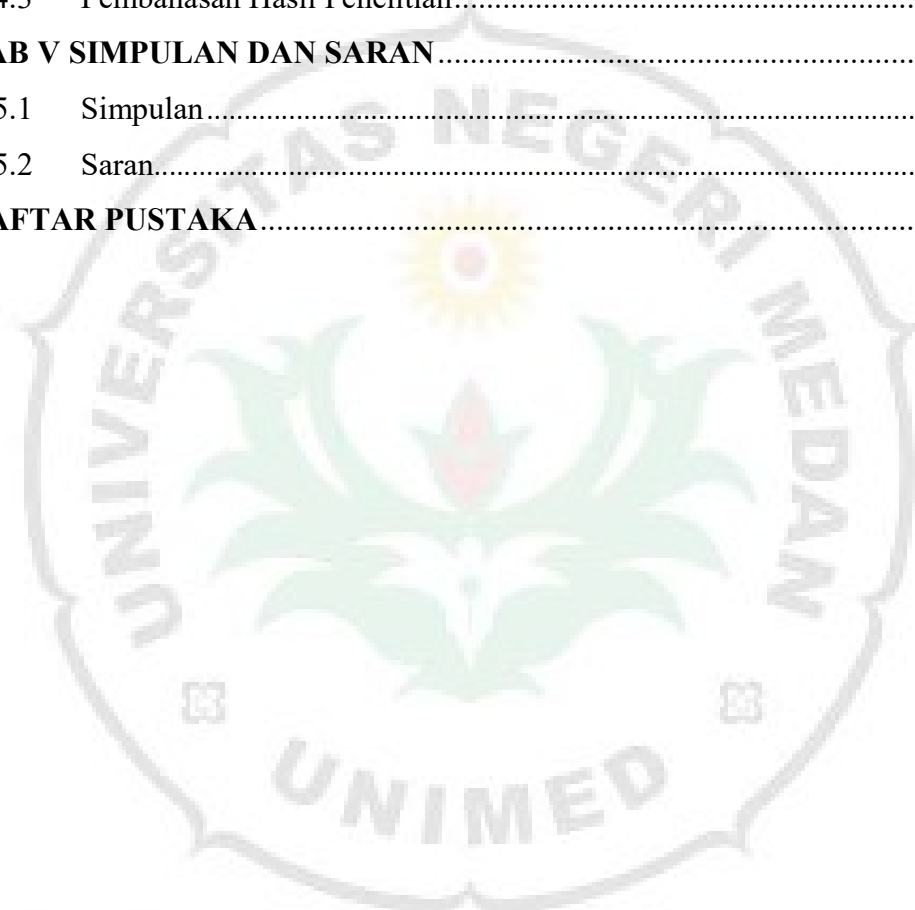 4.3 Pembahasan Hasil Penelitian
AB V SIMPULAN DAN SARAN
5.1 Simpulan
5.2 Saran
AFTAR PUSTAKA
UNIVERSITAS NEGERI MEDAN
UNIMED